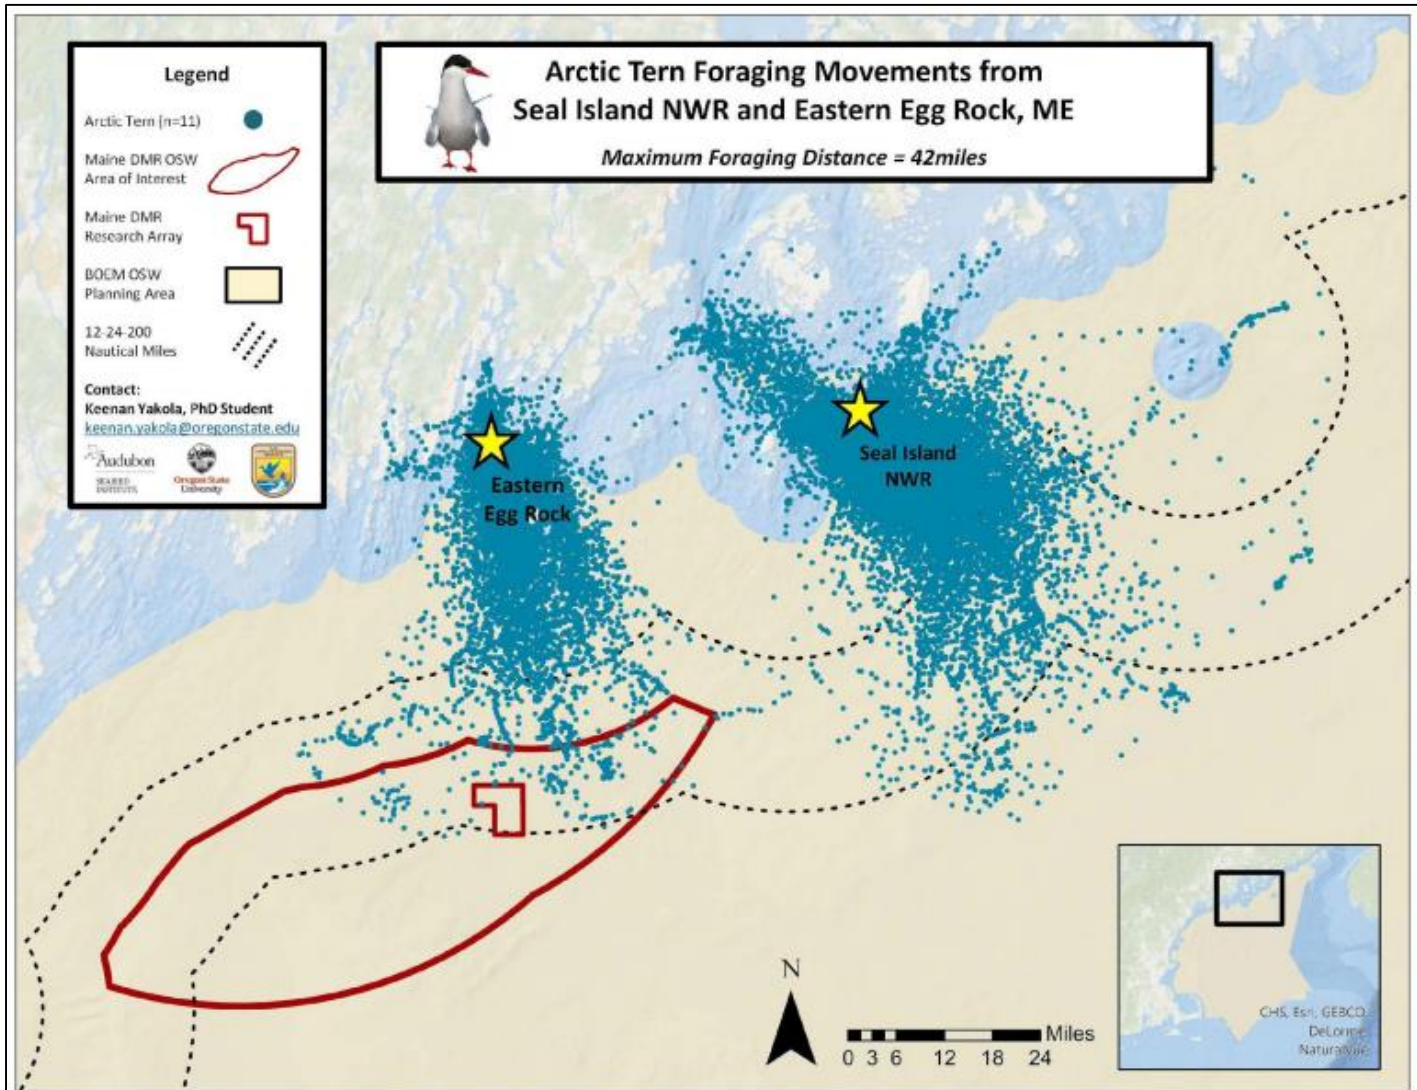 Arctic Tern Foraging Movements from
Seal Island NWR and Eastern Egg Rock, ME
Maximum Foraging Distance = 42miles
Legend
Arctic Tern (n=11)
Maine DMR OSW
Area of Interest
Maine DMR
Research Array
BOEM OSW
Planning Area
12-24-200
Nautical Miles
Contact:
Keenan Yakola, PhD Student
keenan.yakola@oregonstate.edu
Audubon
SEABIRD
INSTITUTE
Oregon State
University
Eastern
Egg Rock
Seal Island
NWR
N
Miles
0 3 6 12 18 24
CHS, Esri, GEBCO,
DeLorme,
NaturalVue